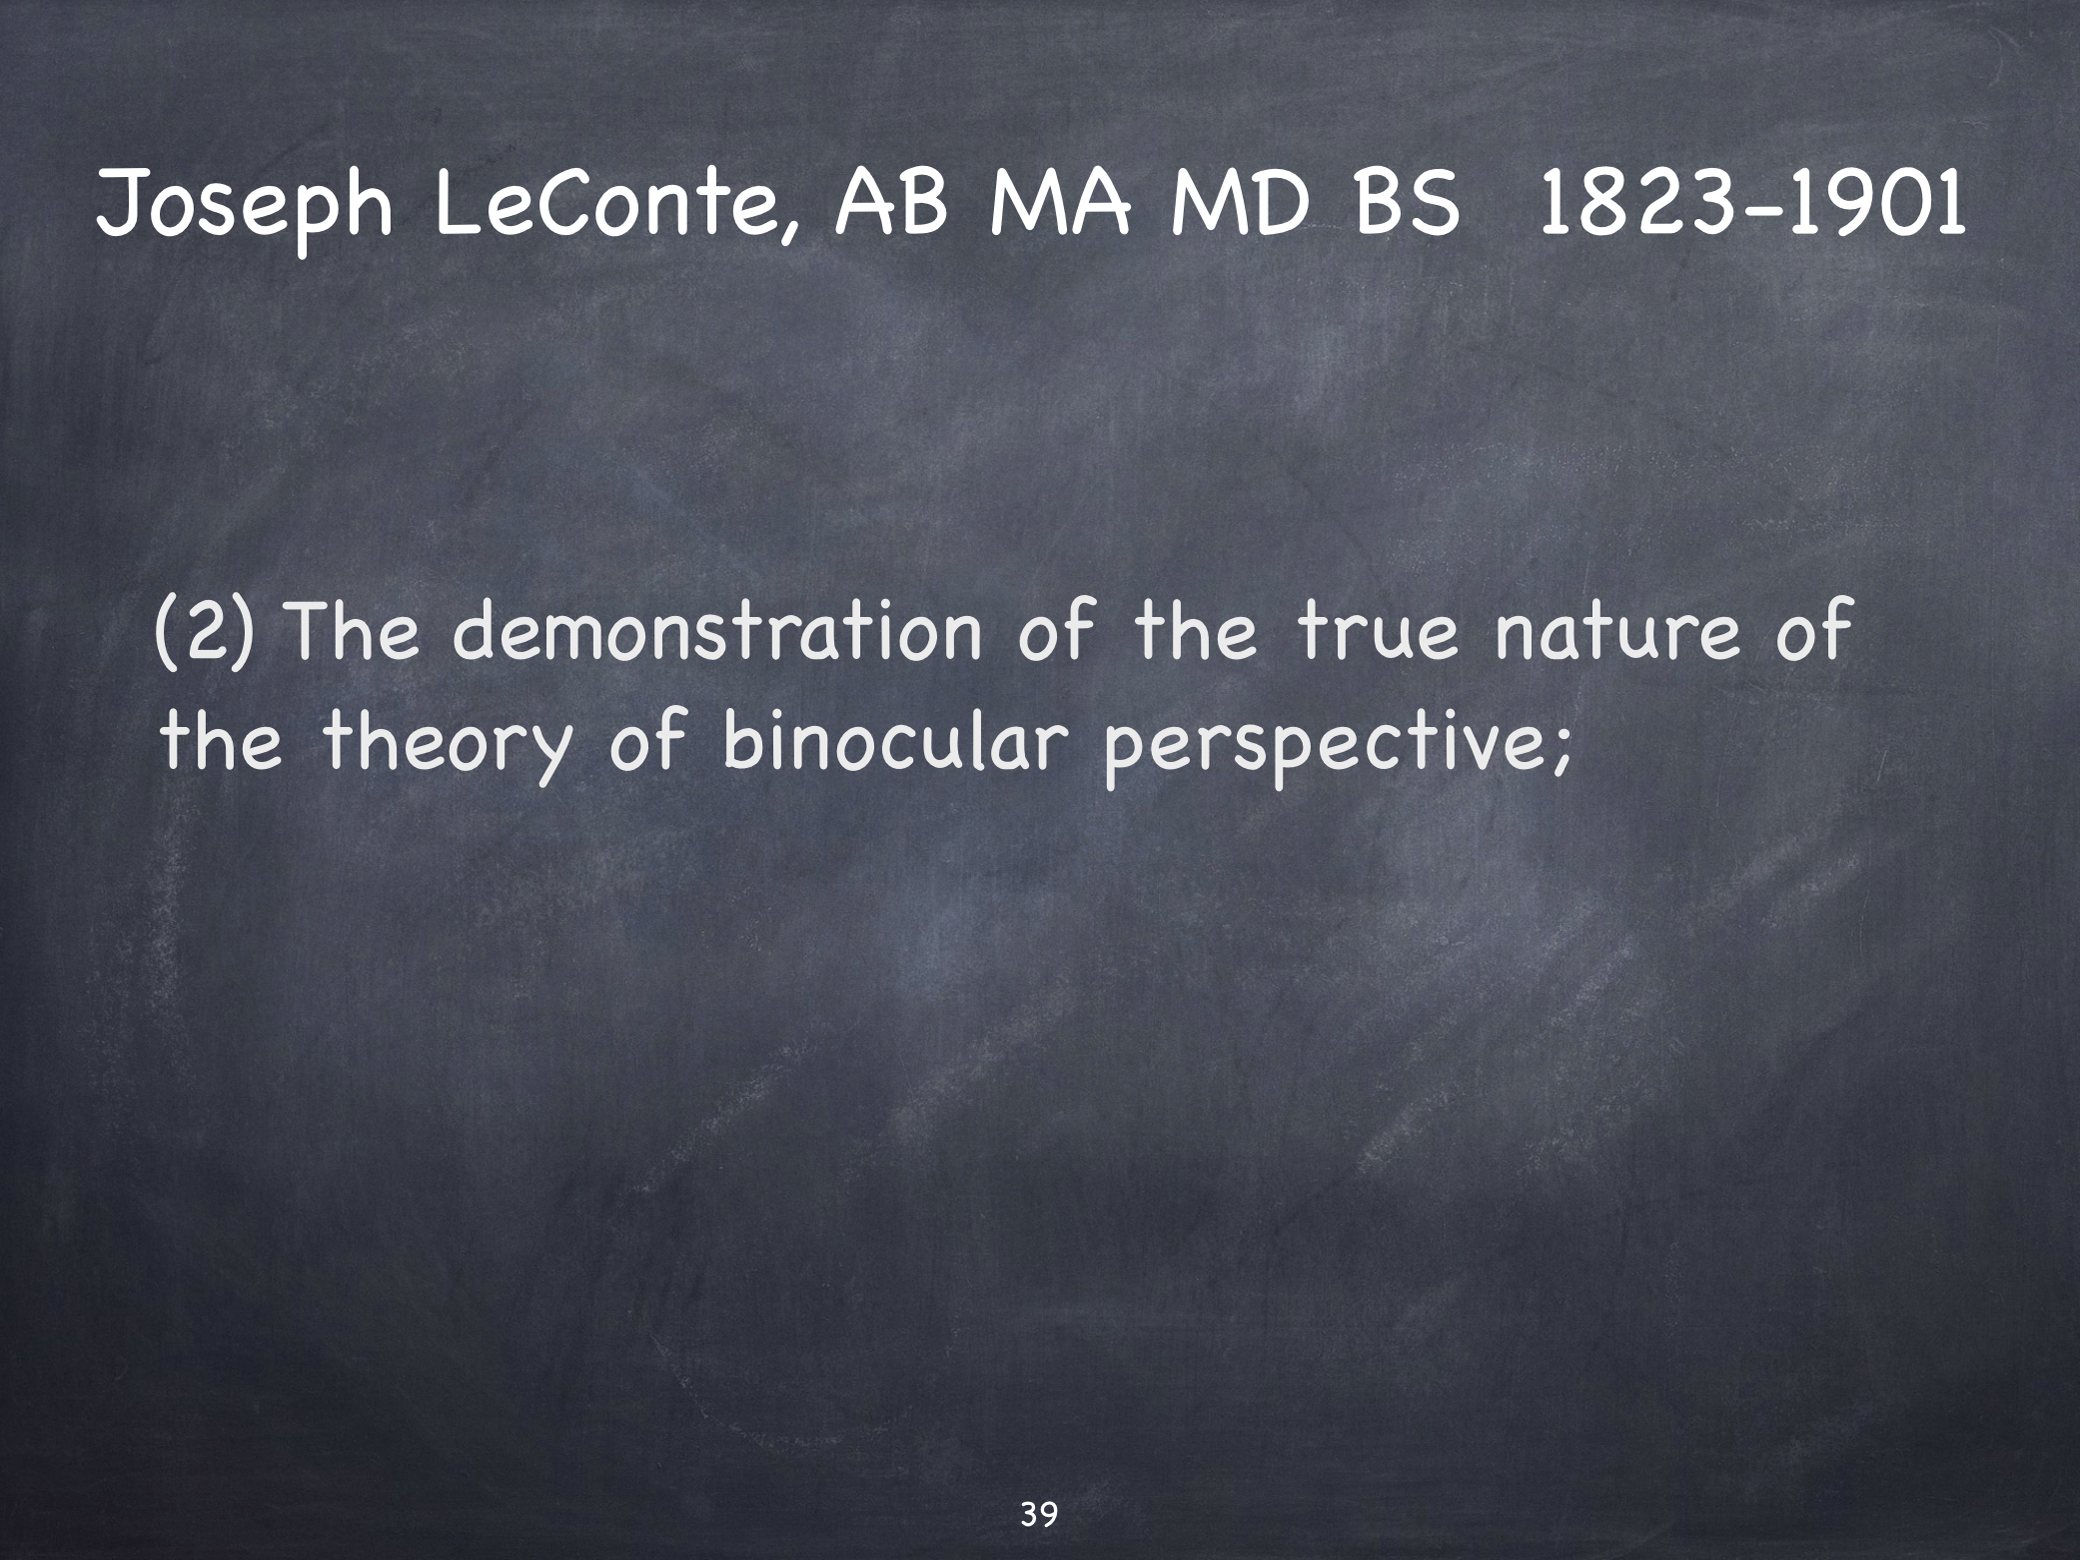 Joseph LeConte, AB MA MD BS 1823-1901
(2) The demonstration of the true nature of
the theory of binocular perspective;
39